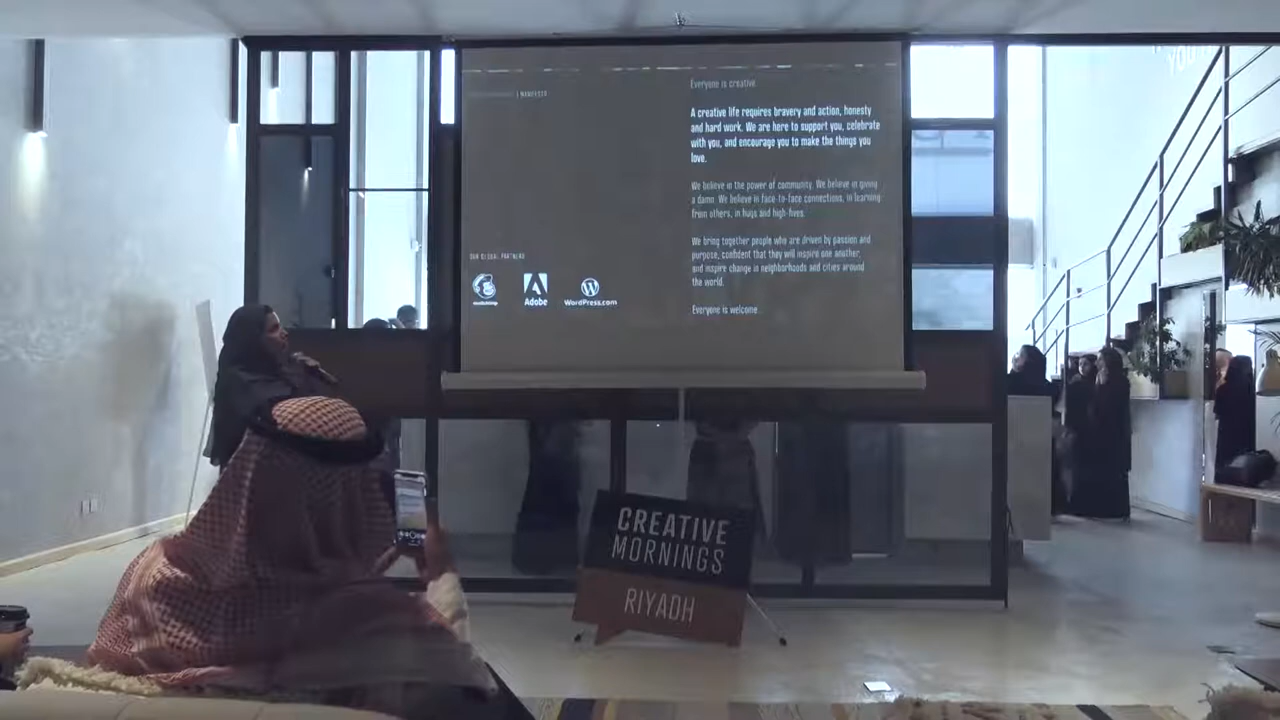 | MANIFESTO
Everyone is creative.
A creative life requires bravery and action, honesty
and hard work. We are here to support you, celebrate
with you, and encourage you to make the things you
love.
We believe in the power of community. We believe in giving
a damn. We believe in face-to-face connections, in learning
from others, in hugs and high-fives.
We bring together people who are driven by passion and
purpose, confident that they will inspire one another,
and inspire change in neighborhoods and cities around
the world.
Everyone is welcome.
OUR GLOBAL PARTNERS
mailchimp
Adobe
WordPress.com
CREATIVE
MORNINGS
RIYADH